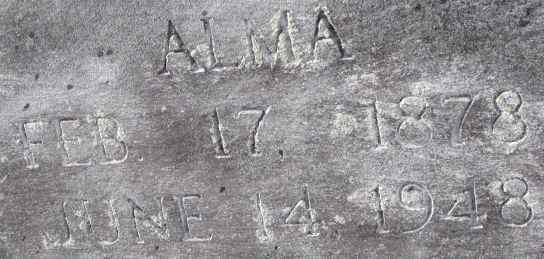 ALMA
FEB. 17, 1878
JUNE 14, 1948